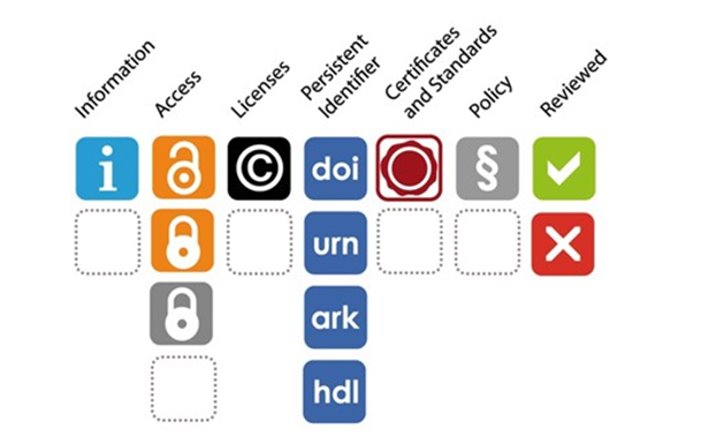 Information
Access
Licenses
Persistent
Identifier
Certificates
and Standards
Policy
Reviewed
i
©
doi
§
urn
ark
hdl